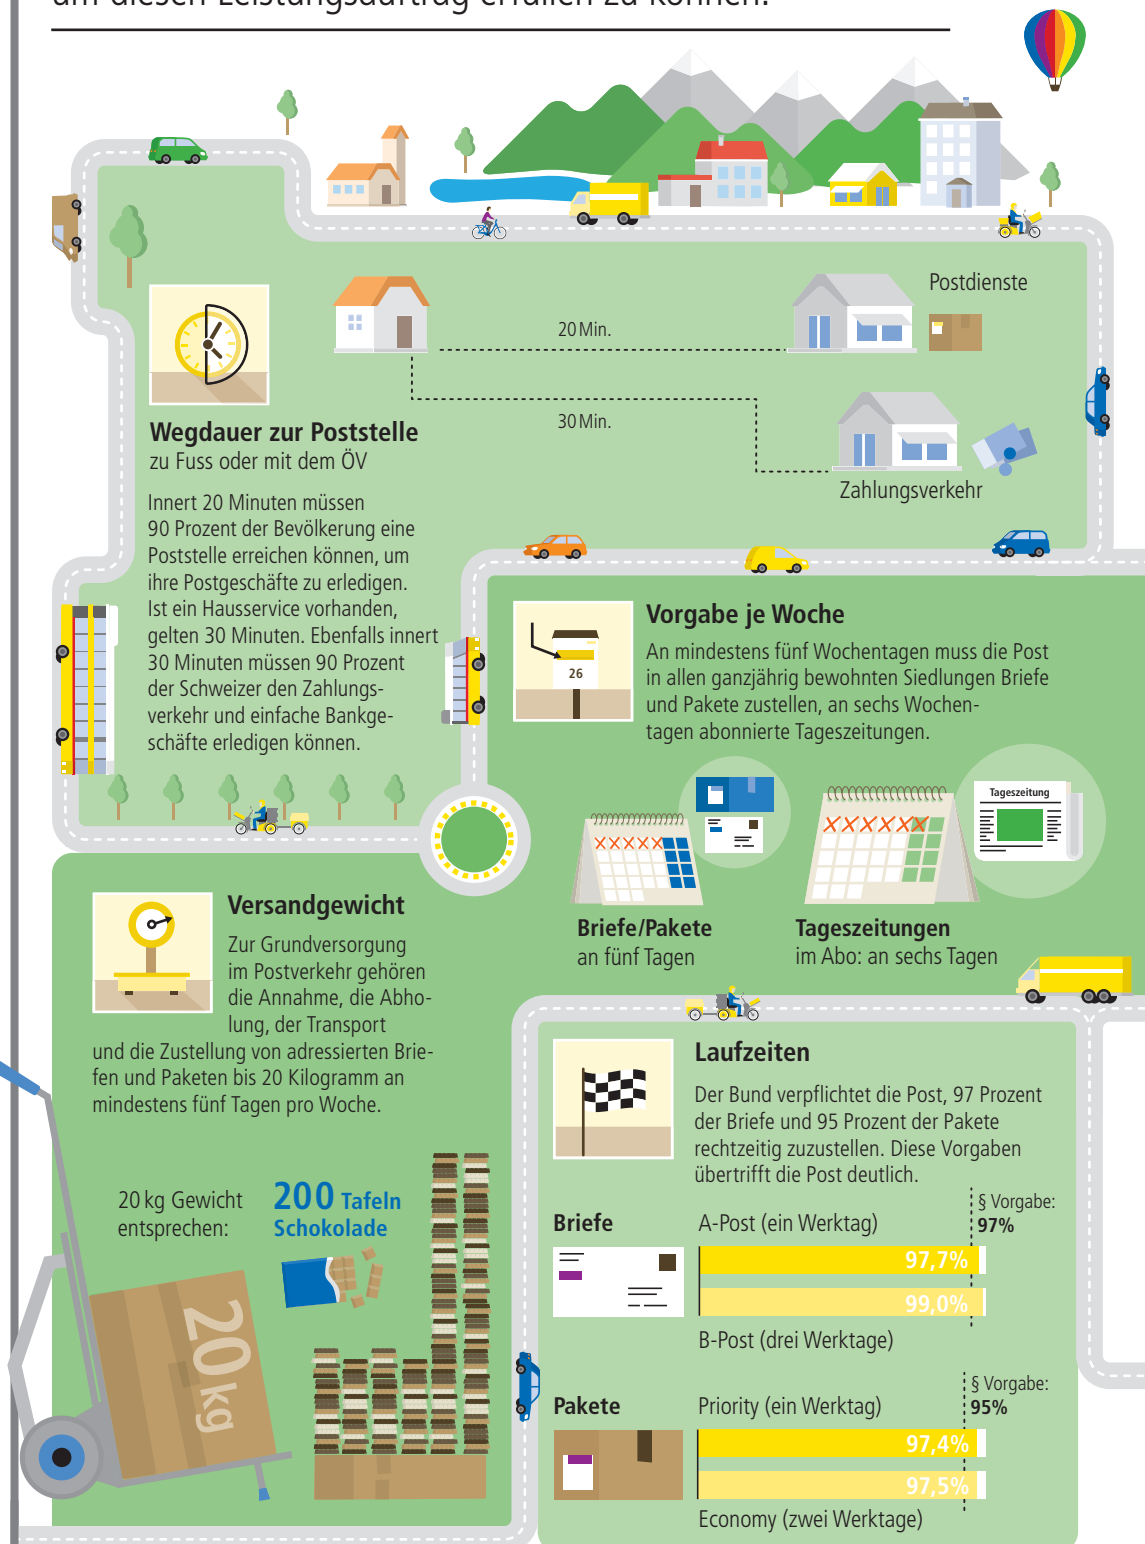 um diesen Leistungsauftrag erfüllen zu können.
Postdienste
20 Min.
30 Min.
Zahlungsverkehr
Wegdauer zur Poststelle
zu Fuss oder mit dem ÖV
Innert 20 Minuten müssen
90 Prozent der Bevölkerung eine
Poststelle erreichen können, um
ihre Postgeschäfte zu erledigen.
Ist ein Hausservice vorhanden,
gelten 30 Minuten. Ebenfalls innert
30 Minuten müssen 90 Prozent
der Schweizer den Zahlungs-
verkehr und einfache Bankge-
schäfte erledigen können.
26
Vorgabe je Woche
An mindestens fünf Wochentagen muss die Post
in allen ganzjährig bewohnten Siedlungen Briefe
und Pakete zustellen, an sechs Wochen-
tagen abonnierte Tageszeitungen.
Tageszeitung
Briefe/Pakete
an fünf Tagen
Tageszeitungen
im Abo: an sechs Tagen
Versandgewicht
Zur Grundversorgung
im Postverkehr gehören
die Annahme, die Abho-
lung, der Transport
und die Zustellung von adressierten Brie-
fen und Paketen bis 20 Kilogramm an
mindestens fünf Tagen pro Woche.
20 kg Gewicht
entsprechen:
200 Tafeln
Schokolade
20 kg
Laufzeiten
Der Bund verpflichtet die Post, 97 Prozent
der Briefe und 95 Prozent der Pakete
rechtzeitig zuzustellen. Diese Vorgaben
übertrifft die Post deutlich.
Briefe
A-Post (ein Werktag)
§ Vorgabe:
97%
97,7%
99,0%
B-Post (drei Werktage)
Pakete
Priority (ein Werktag)
§ Vorgabe:
95%
97,4%
97,5%
Economy (zwei Werktage)